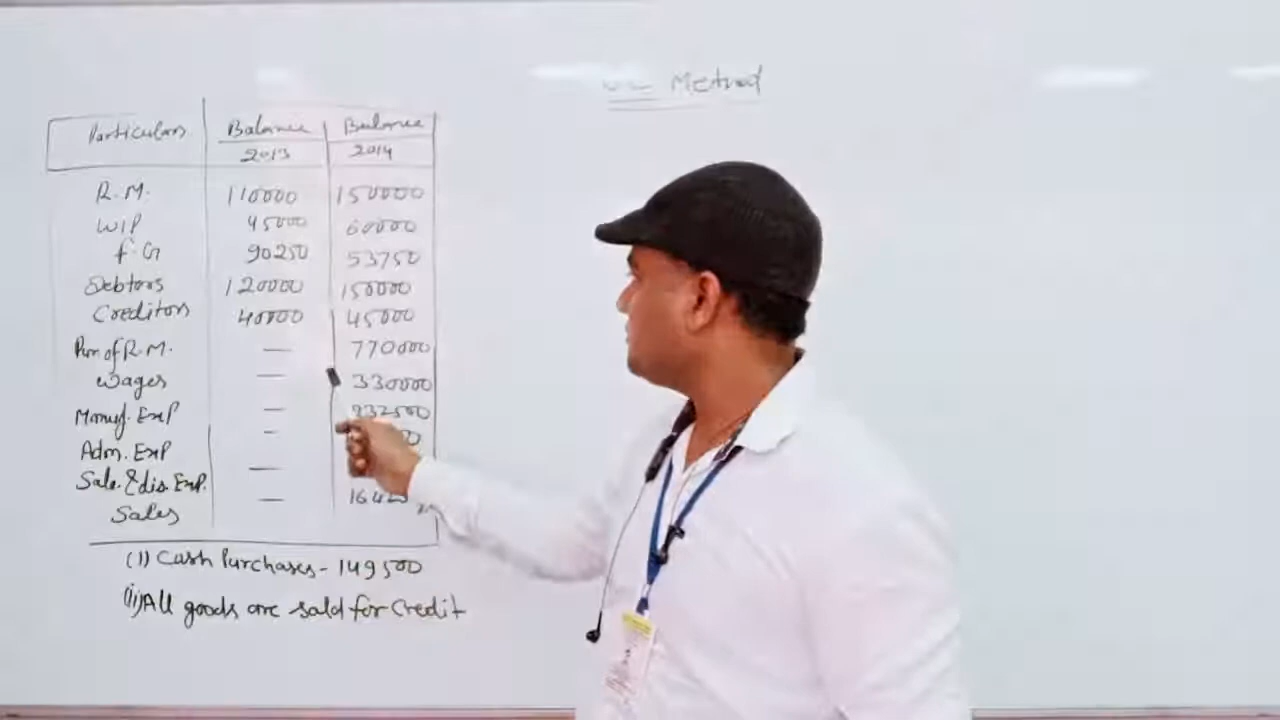 Method
Particulars Balance Balance
2013 2014
R.M. 110000 150000
WIP 45000 60000
F.G 90250 53750
Debtors 120000 150000
Creditors 40000 45000
Pur of R.M. — 770000
Wages — 330000
Manuf. Exp — 232500
Adm. Exp —
Sale. & dis. Exp. —
Sales —
(i) Cash Purchases - 149500
(ii) All goods are sold for credit